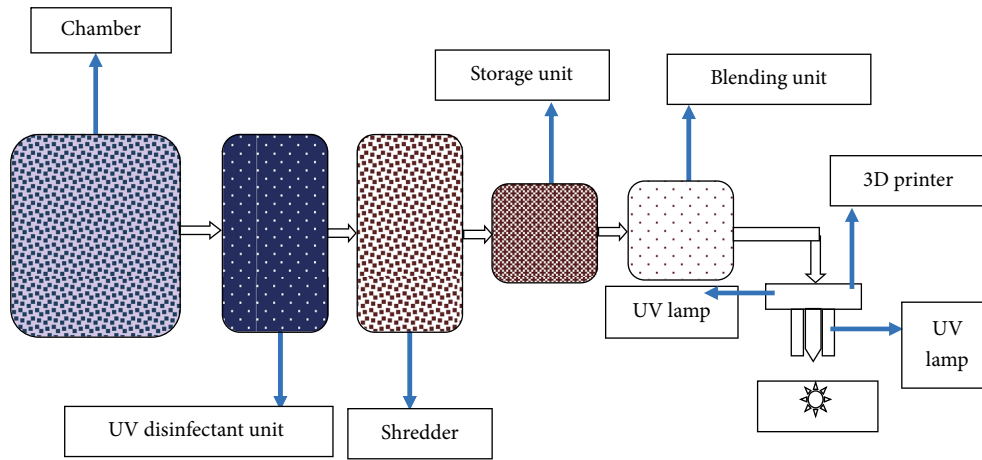 Chamber
Storage unit
Blending unit
3D printer
UV lamp
UV
lamp
UV disinfectant unit
Shredder